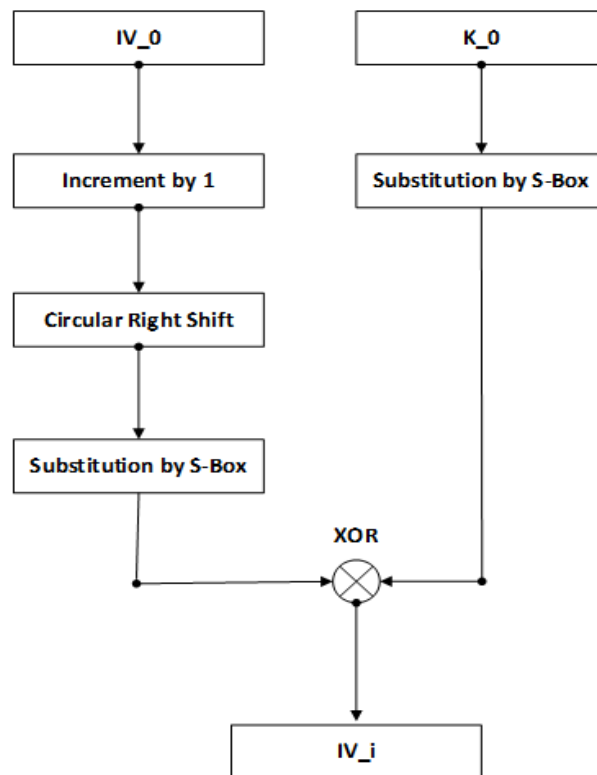 IV_0
K_0
Increment by 1
Substitution by S-Box
Circular Right Shift
Substitution by S-Box
XOR
IV_i